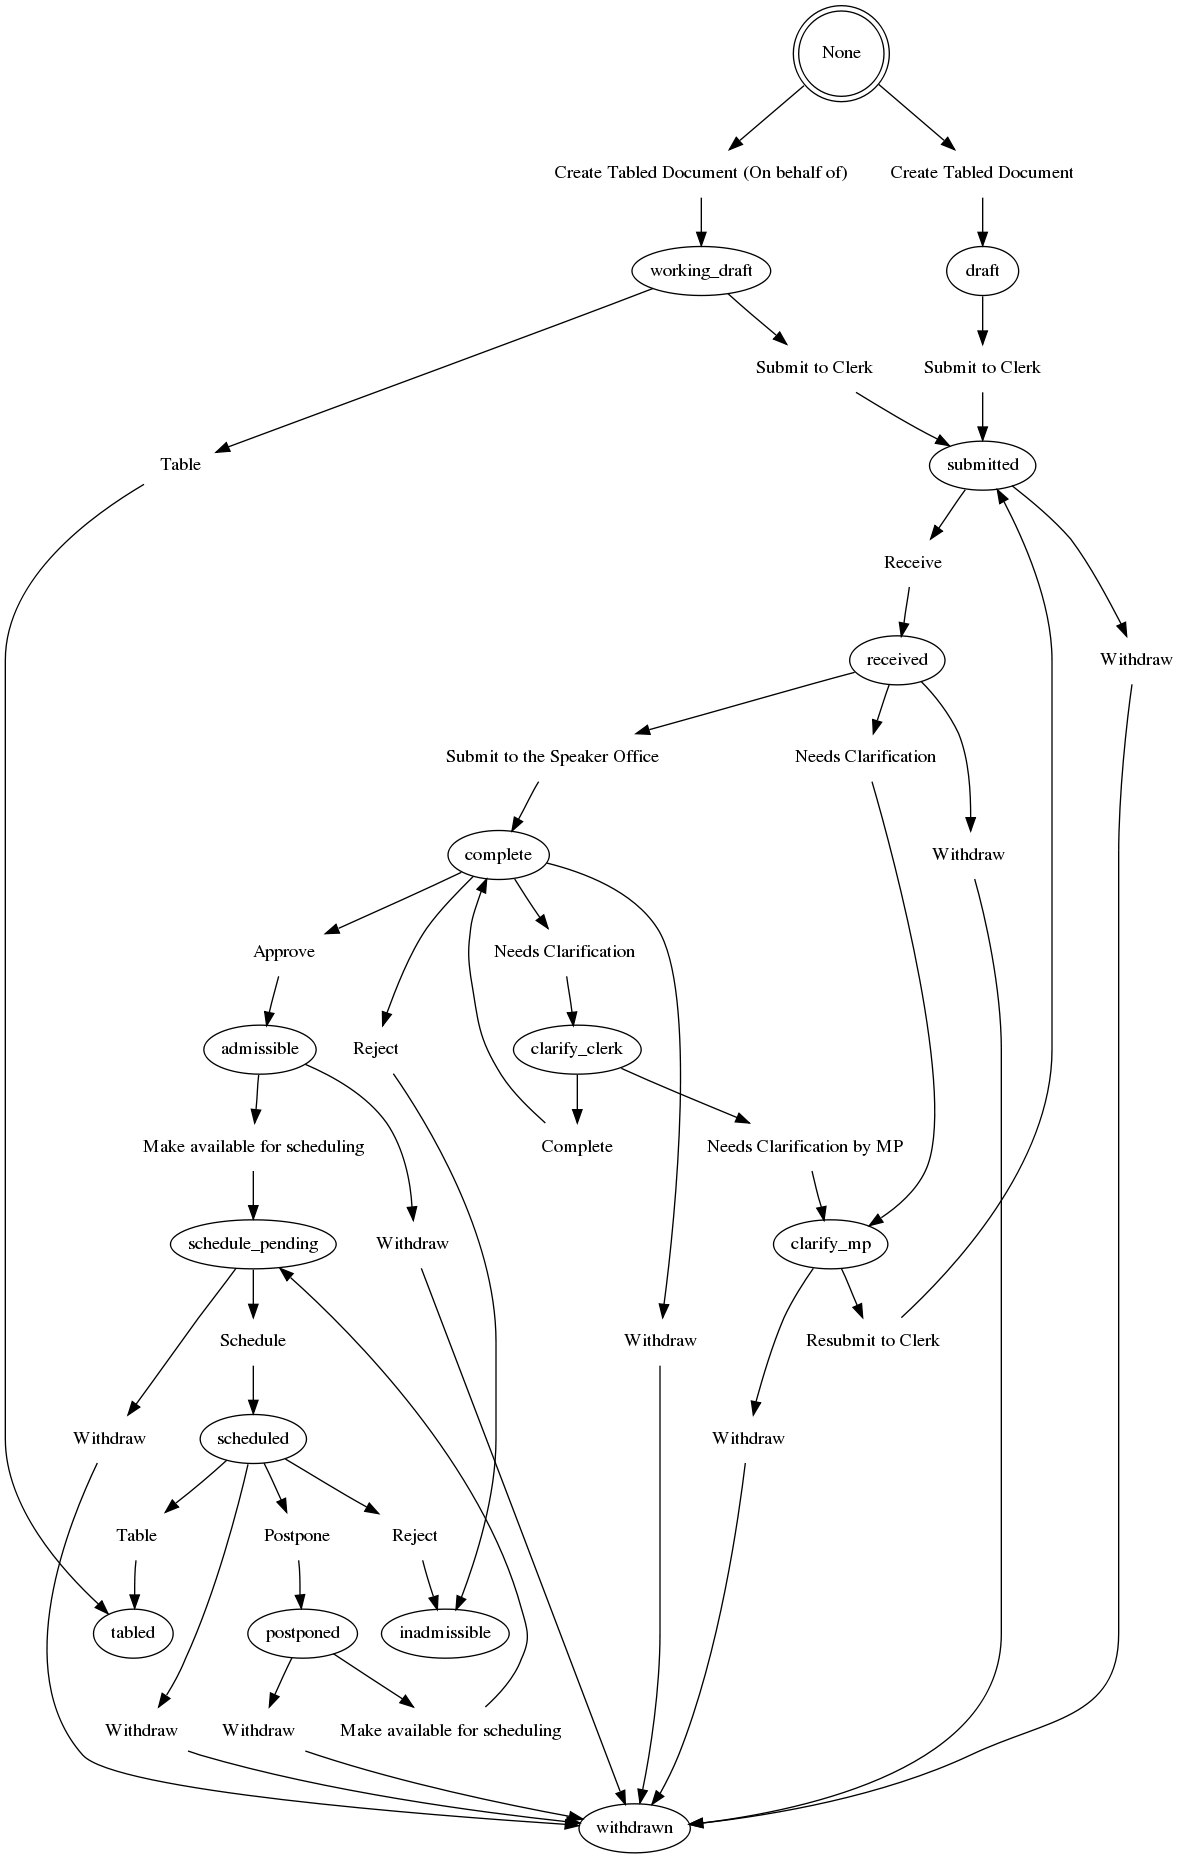 None
Create Tabled Document (On behalf of)
Create Tabled Document
working_draft
draft
Submit to Clerk
Submit to Clerk
Table
submitted
Receive
received
Withdraw
Submit to the Speaker Office
Needs Clarification
complete
Withdraw
Approve
Needs Clarification
admissible
Reject
clarify_clerk
Make available for scheduling
Complete
Needs Clarification by MP
schedule_pending
Withdraw
clarify_mp
Schedule
Withdraw
Resubmit to Clerk
Withdraw
scheduled
Withdraw
Table
Postpone
Reject
tabled
postponed
inadmissible
Withdraw
Withdraw
Make available for scheduling
withdrawn